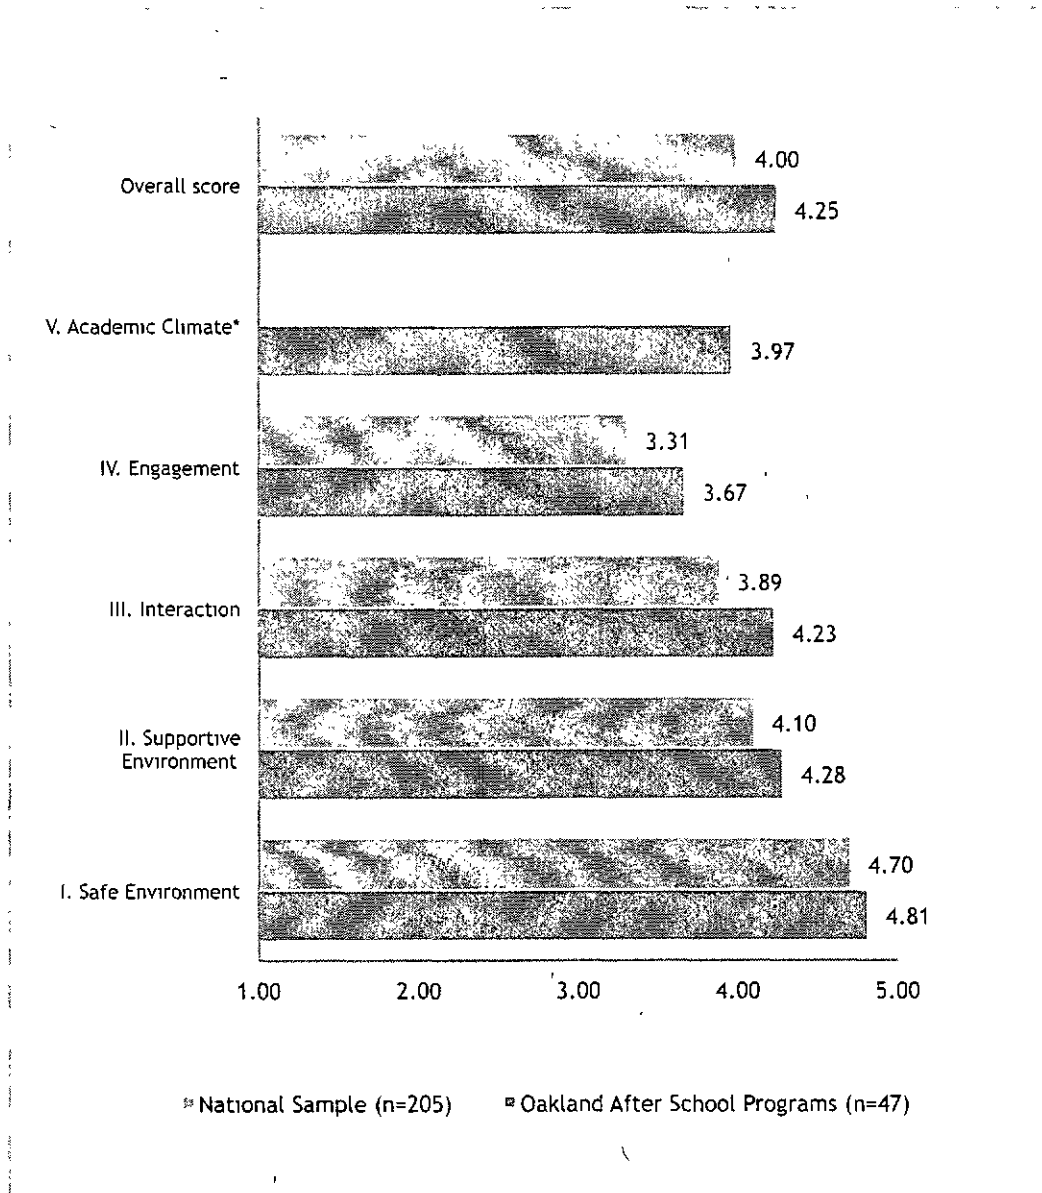 4.00
Overall score
4.25
V. Academic Climate*
3.97
3.31
IV. Engagement
3.67
3.89
III. Interaction
4.23
4.10
II. Supportive
Environment
4.28
4.70
I. Safe Environment
4.81
1.00 2.00 3.00 4.00 5.00
National Sample (n=205) Oakland After School Programs (n=47)